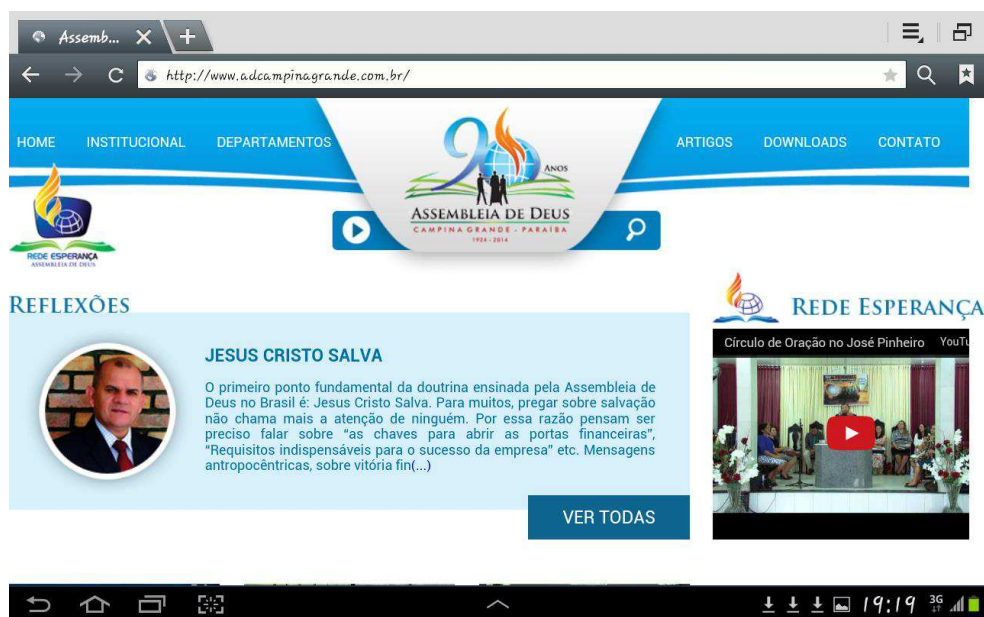 Assemb...
http://www.adcampinagrande.com.br/
HOME INSTITUCIONAL DEPARTAMENTOS ARTIGOS DOWNLOADS CONTATO
90 ANOS
ASSEMBLEIA DE DEUS
CAMPINA GRANDE - PARAÍBA
1924 - 2014
REDE ESPERANÇA
ASSEMBLEIA DE DEUS
REFLEXÕES
REDE ESPERANÇA
Círculo de Oração no José Pinheiro YouTu
JESUS CRISTO SALVA
O primeiro ponto fundamental da doutrina ensinada pela Assembleia de
Deus no Brasil é: Jesus Cristo Salva. Para muitos, pregar sobre salvação
não chama mais a atenção de ninguém. Por essa razão pensam ser
preciso falar sobre “as chaves para abrir as portas financeiras”,
“Requisitos indispensáveis para o sucesso da empresa” etc. Mensagens
antropocêntricas, sobre vitória fin(...)
VER TODAS
19:19 3G